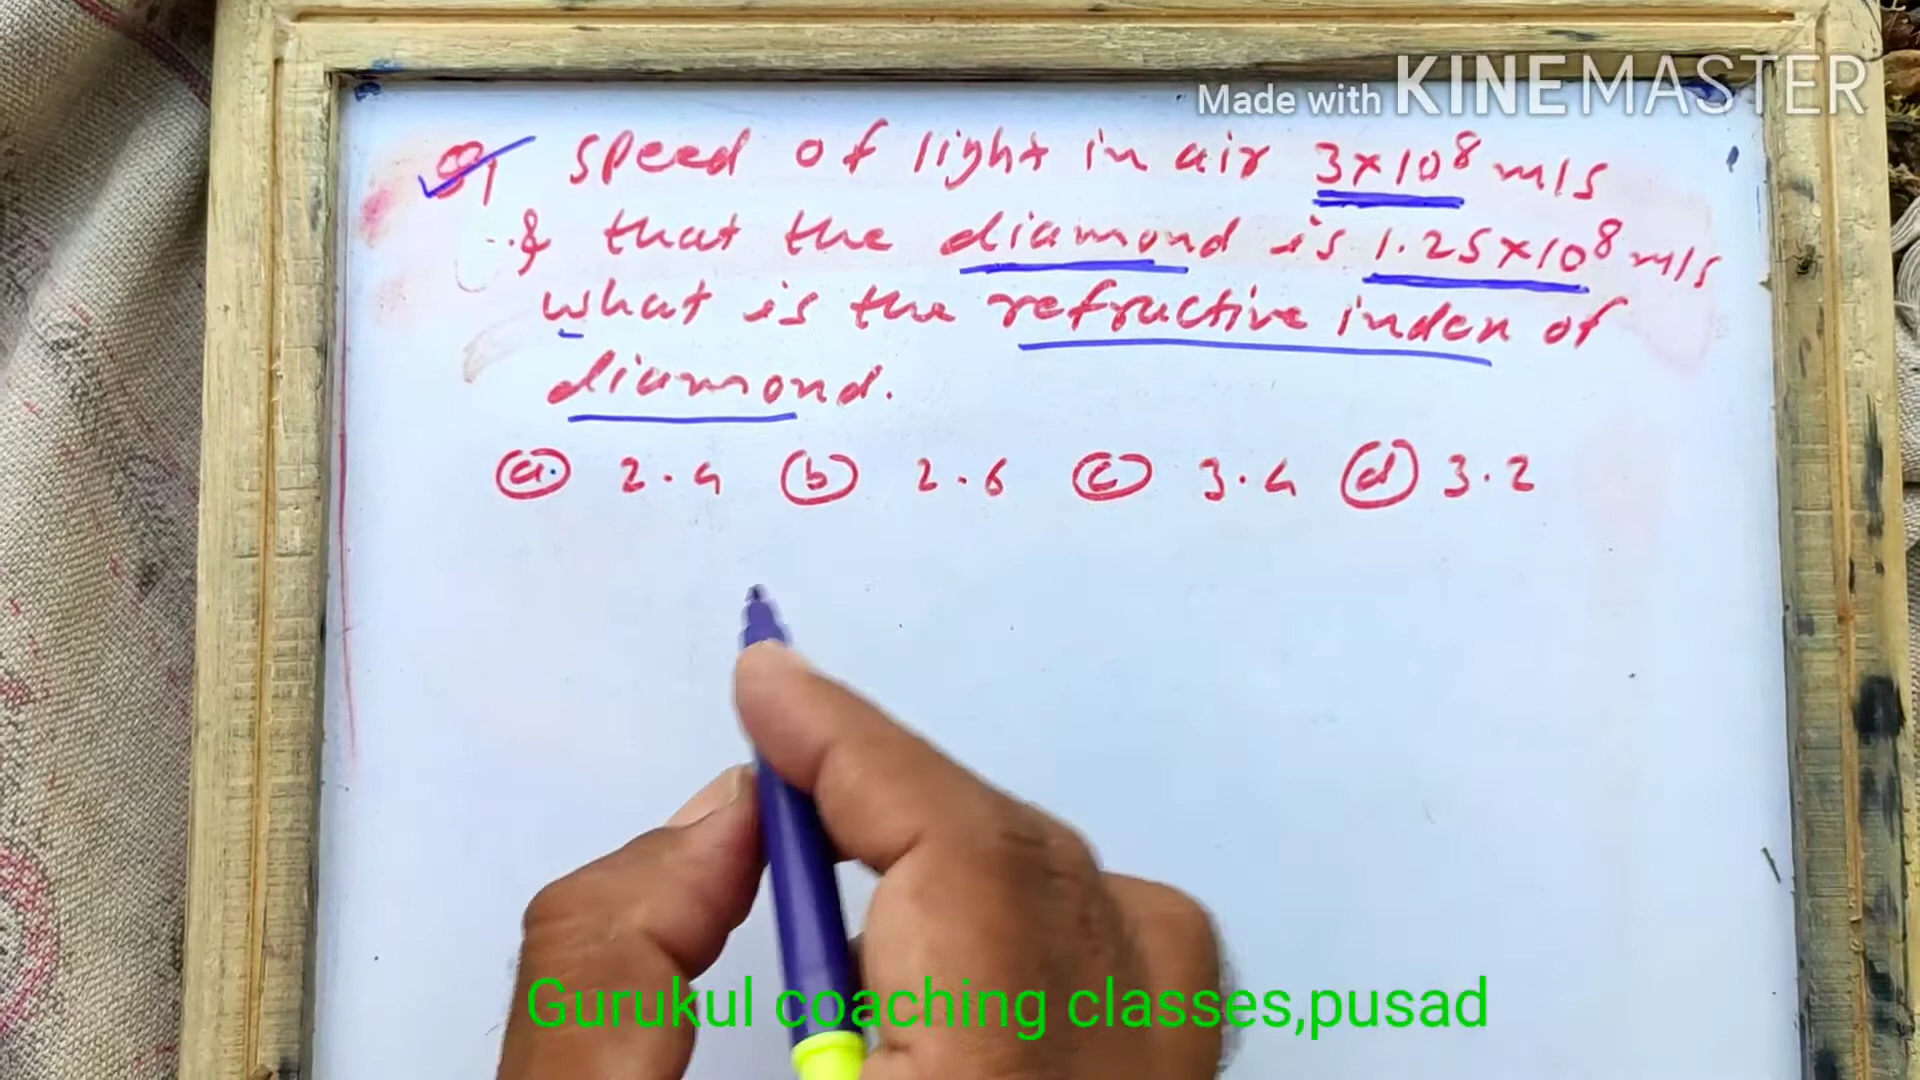 Made with KINEMASTER
Q1 speed of light in air 3×10⁸ m/s
& that the diamond is 1.25×10⁸ m/s
what is the refractive index of
diamond.
(a) 2.4 (b) 2.6 (c) 3.4 (d) 3.2
Gurukul coaching classes,pusad